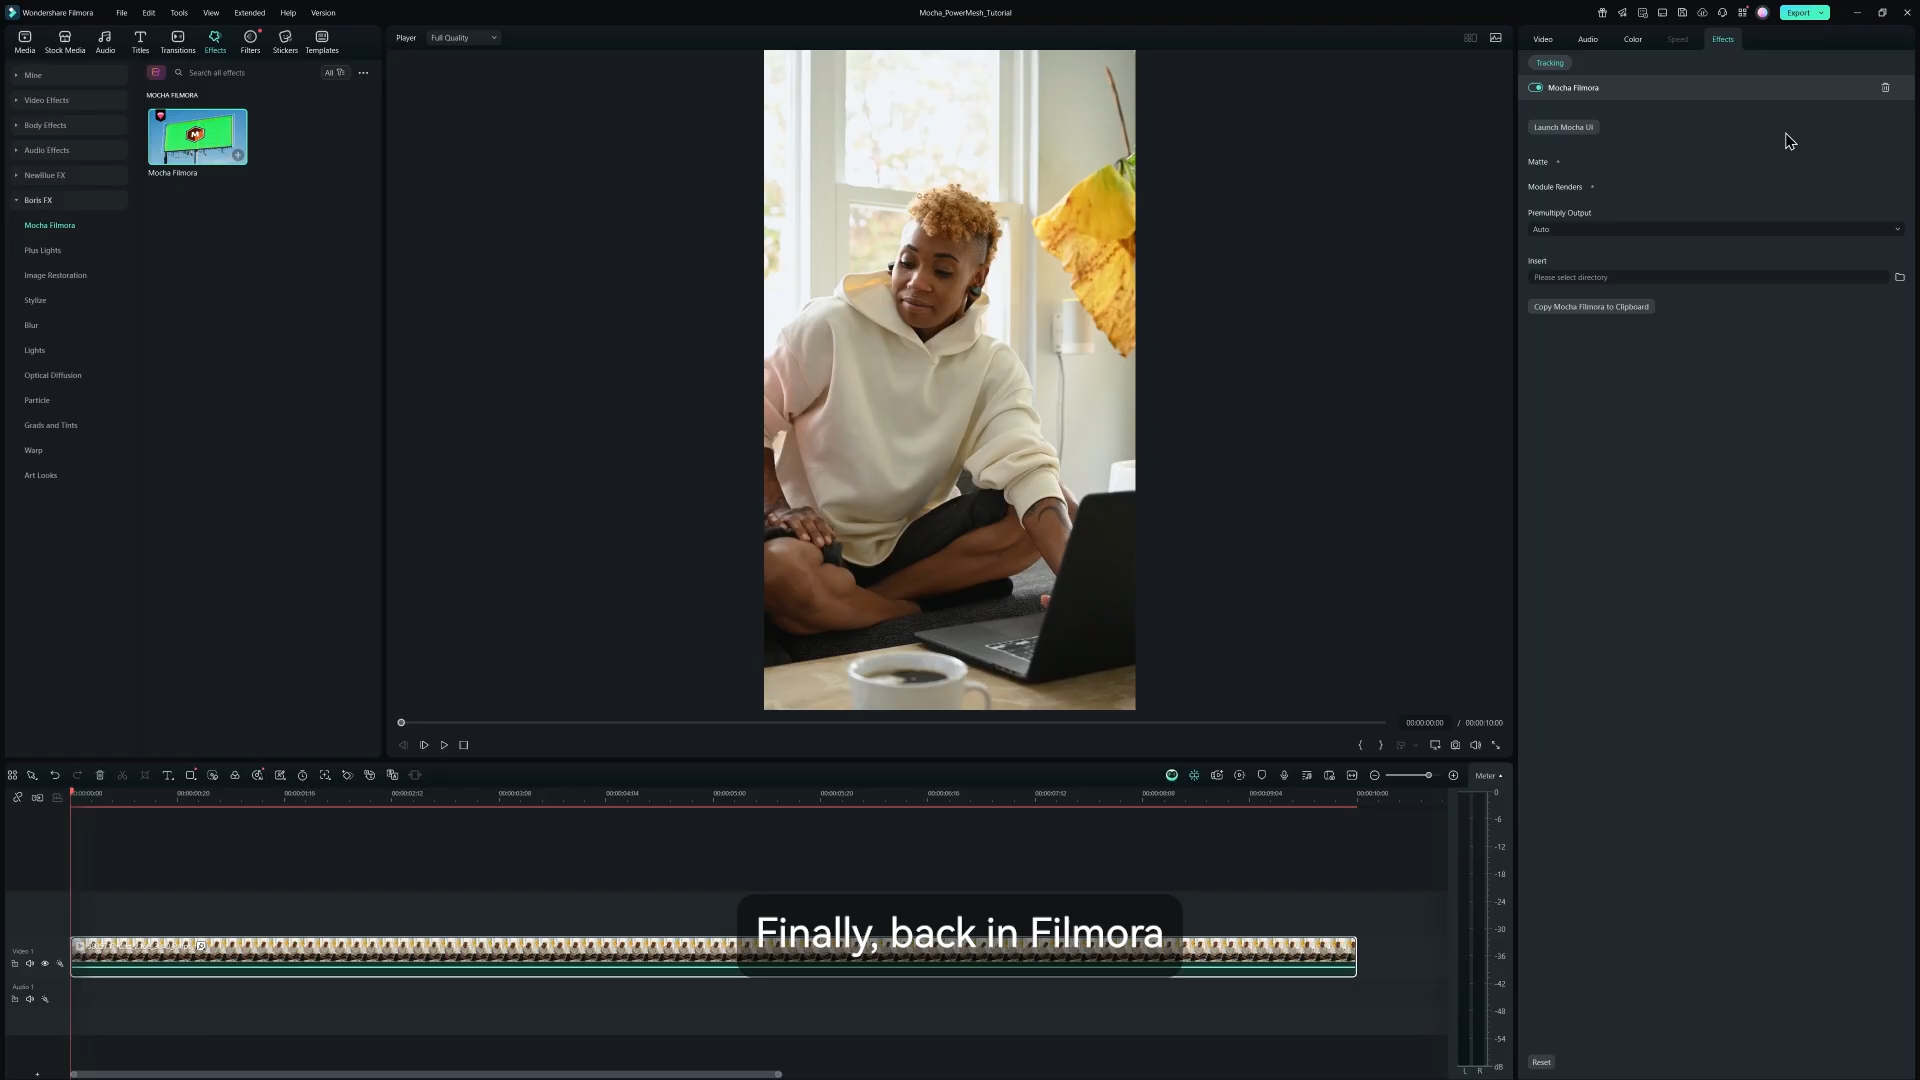 Wondershare Filmora File Edit Tools View Extended Help Version
Mocha_PowerMesh_Tutorial
Export
Media Stock Media Audio Titles Transitions Effects Filters Stickers Templates
Mine
Video Effects
Body Effects
Audio Effects
NewBlue FX
Boris FX
Mocha Filmora
Plus Lights
Image Restoration
Stylize
Blur
Lights
Optical Diffusion
Particle
Grads and Tints
Warp
Art Looks
Search all effects
All
MOCHA FILMORA
M
Mocha Filmora
Player Full Quality
00:00:00:00 / 00:00:10:00
Video Audio Color Speed Effects
Tracking
Mocha Filmora
Launch Mocha UI
Matte
Module Renders
Premultiply Output
Auto
Insert
Please select directory
Copy Mocha Filmora to Clipboard
Reset
Meter
00:00:00:00 00:00:00:20 00:00:01:16 00:00:02:12 00:00:03:08 00:00:04:04 00:00:05:00 00:00:05:20 00:00:06:16 00:00:07:12 00:00:08:08 00:00:09:04 00:00:10:00
0
-6
-12
-18
-24
-30
-36
-42
-48
-54
dB
L R
Video 1
Audio 1
Finally, back in Filmora